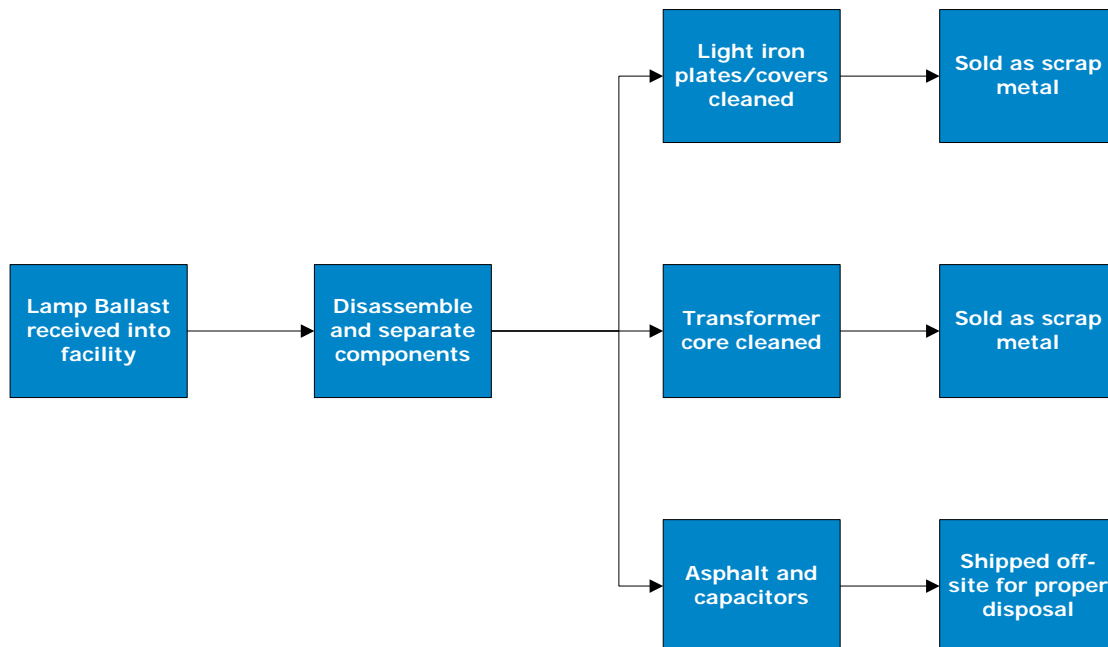 Light iron
plates/covers
cleaned
Sold as scrap
metal
Lamp Ballast
received into
facility
Disassemble
and separate
components
Transformer
core cleaned
Sold as scrap
metal
Asphalt and
capacitors
Shipped off-
site for proper
disposal